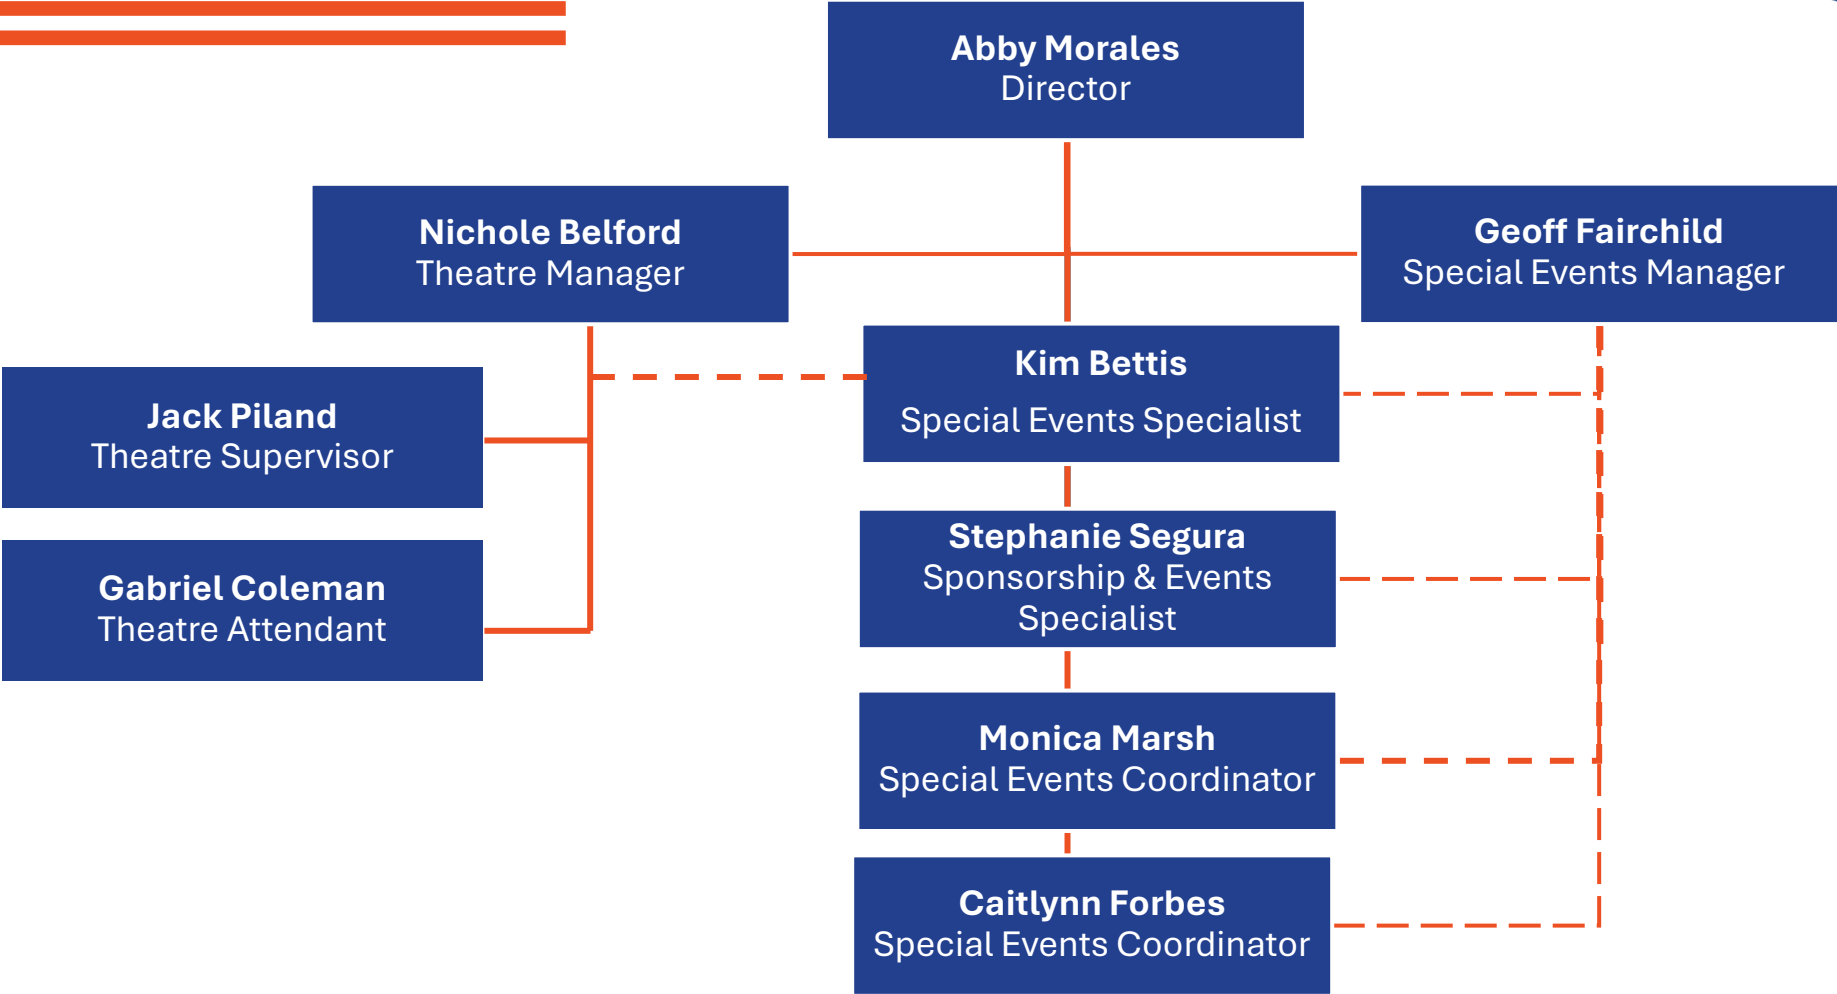 Abby Morales
Director
Nichole Belford
Theatre Manager
Geoff Fairchild
Special Events Manager
Kim Bettis
Special Events Specialist
Jack Piland
Theatre Supervisor
Stephanie Segura
Sponsorship & Events
Specialist
Gabriel Coleman
Theatre Attendant
Monica Marsh
Special Events Coordinator
Caitlynn Forbes
Special Events Coordinator